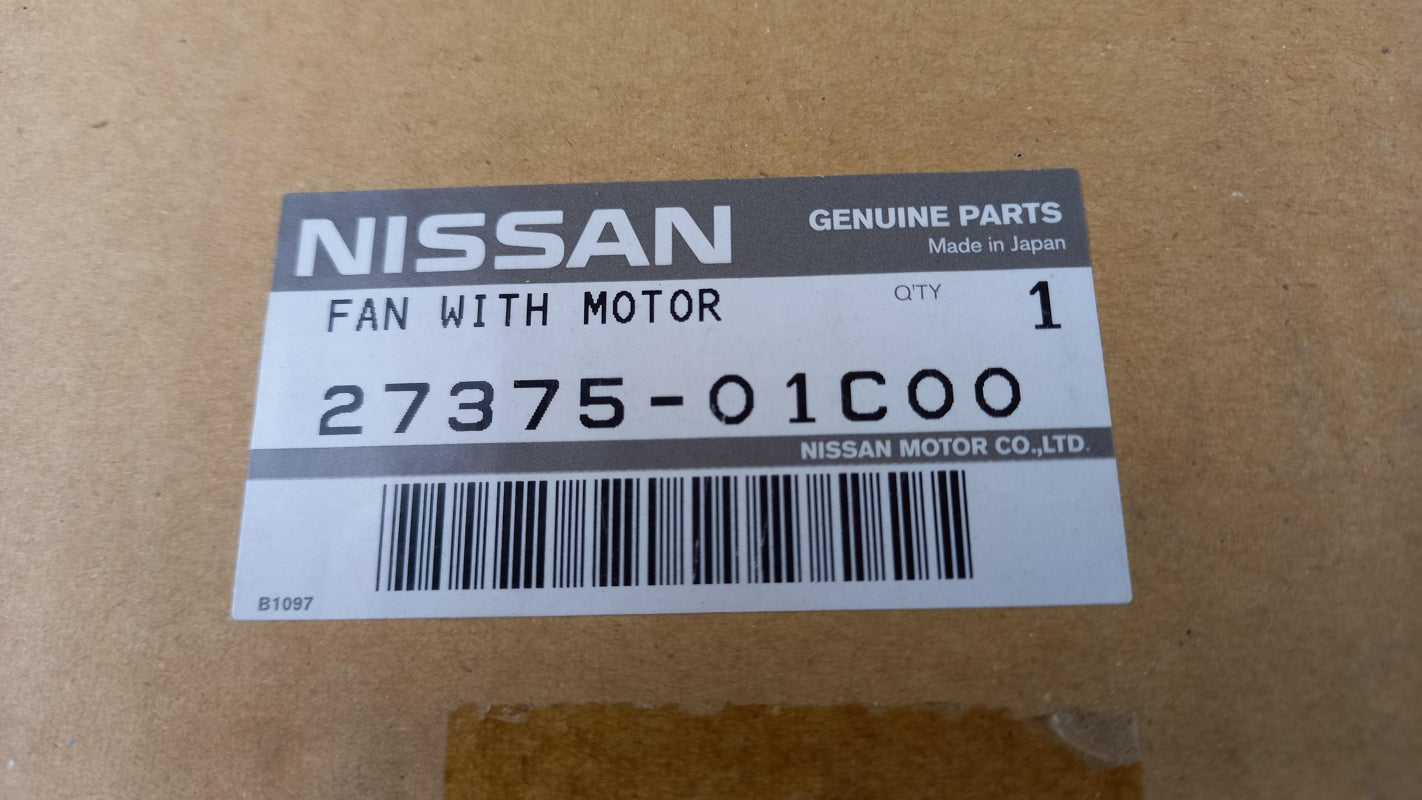 NISSAN
GENUINE PARTS
Made in Japan
FAN WITH MOTOR
Q'TY 1
27375-01C00
NISSAN MOTOR CO.,LTD.
B1097